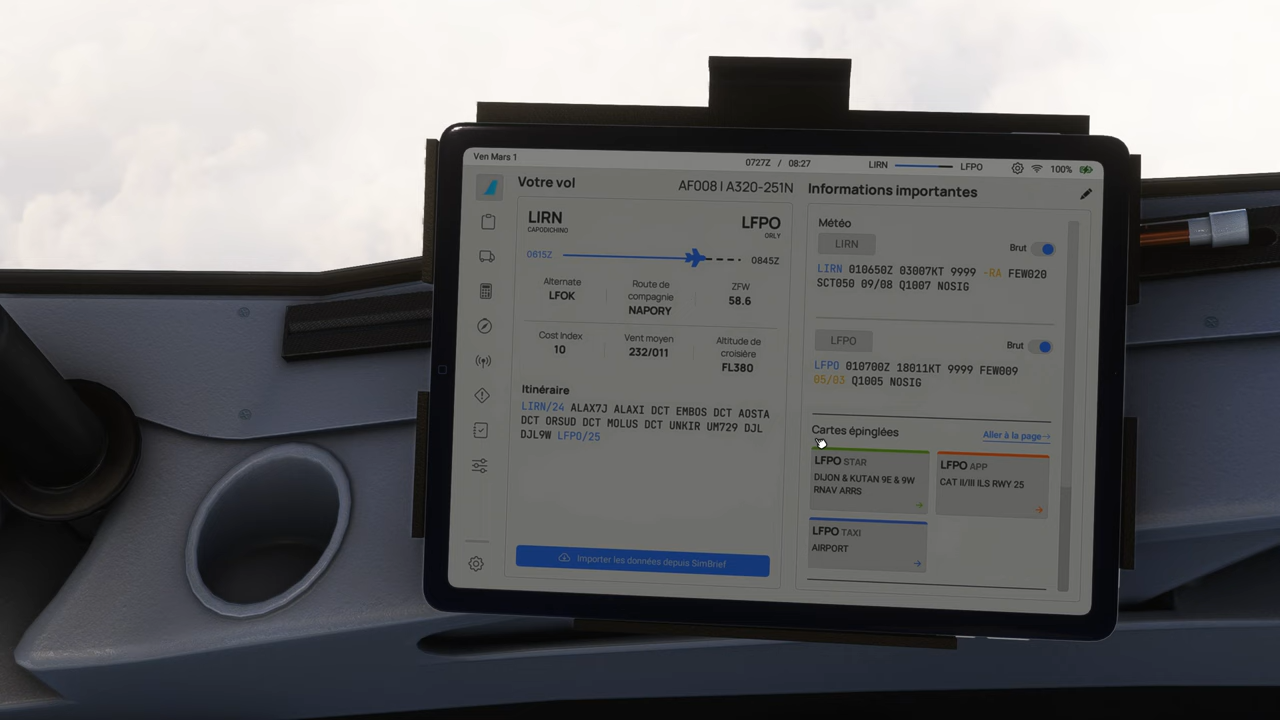 Ven Mars 1
0727Z / 08:27
LIRN LFPO
100%
Votre vol
AF008 | A320-251N
LIRN
CAPODICHINO
LFPO
ORLY
0615Z
0845Z
Alternate
LFOK
Route de
compagnie
NAPORY
ZFW
58.6
Cost Index
10
Vent moyen
232/011
Altitude de
croisière
FL380
Itinéraire
LIRN/24 ALAX7J ALAXI DCT EMBOS DCT AOSTA
DCT ORSUD DCT MOLUS DCT UNKIR UM729 DJL
DJL9W LFPO/25
Importer les données depuis SimBrief
Informations importantes
Météo
LIRN
Brut
LIRN 010650Z 03007KT 9999 -RA FEW020
SCT050 09/08 Q1007 NOSIG
LFPO
Brut
LFPO 010700Z 18011KT 9999 FEW009
05/03 Q1005 NOSIG
Cartes épinglées
Aller à la page
LFPO STAR
DIJON & KUTAN 9E & 9W
RNAV ARRS
LFPO APP
CAT II/III ILS RWY 25
LFPO TAXI
AIRPORT